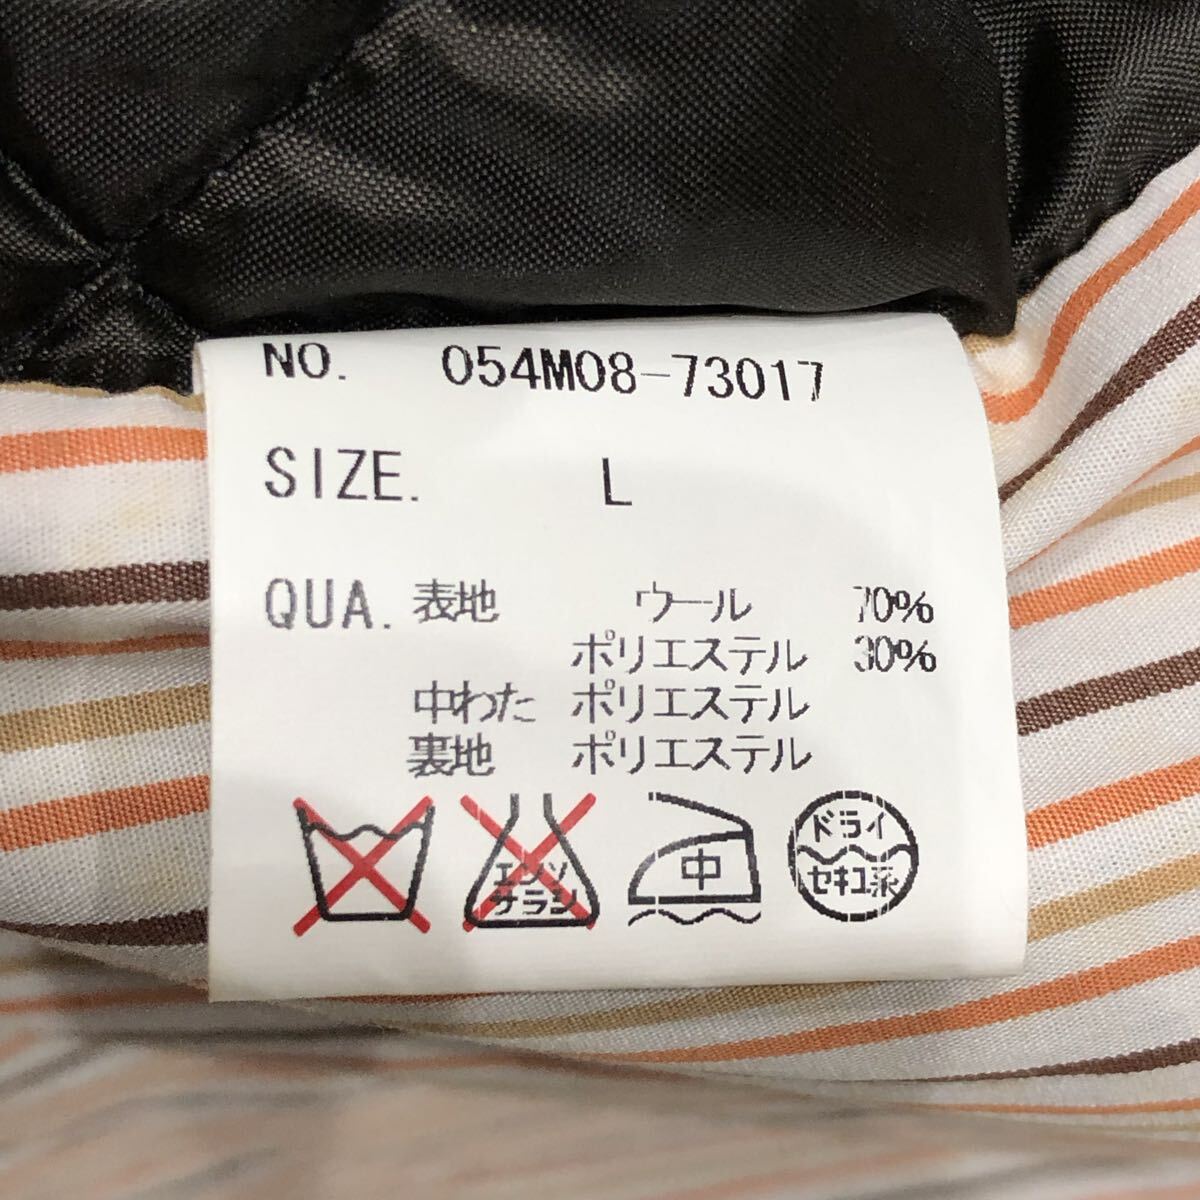 NO. 054M08-73017
SIZE. L
QUA. 表地 ウール 70%
ポリエステル 30%
中わた ポリエステル
裏地 ポリエステル
エンソ
サラシ
中
ドライ
セキユ系